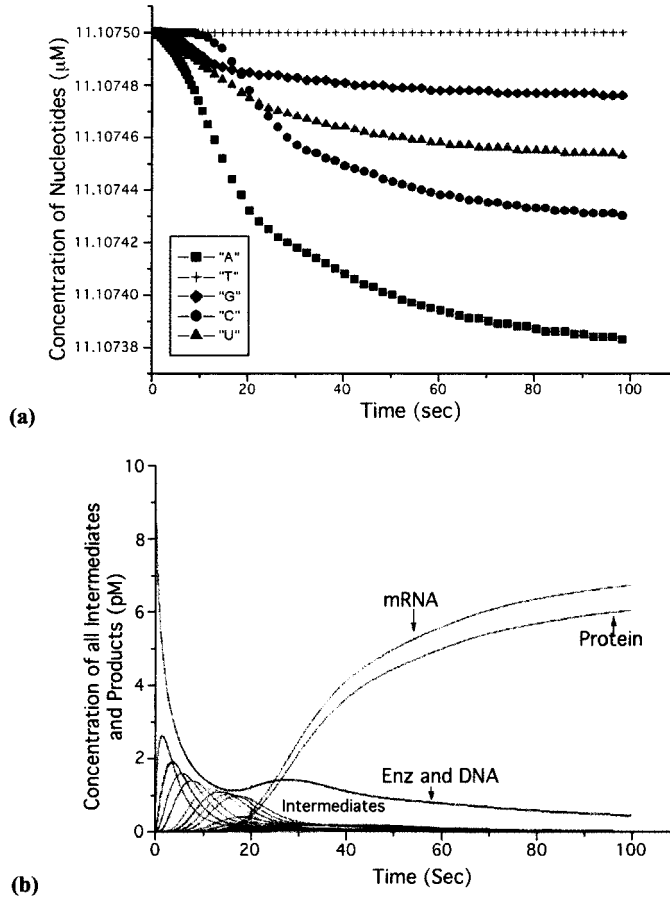 Concentration of Nucleotides (μM)
11.10750
11.10748
11.10746
11.10744
11.10742
11.10740
11.10738
"A"
"T"
"G"
"C"
"U"
0 20 40 60 80 100
Time (sec)
(a)
Concentration of all Intermediates
and Products (pM)
10
8
6
4
2
0
mRNA
Protein
Enz and DNA
Intermediates
0 20 40 60 80 100
Time (Sec)
(b)